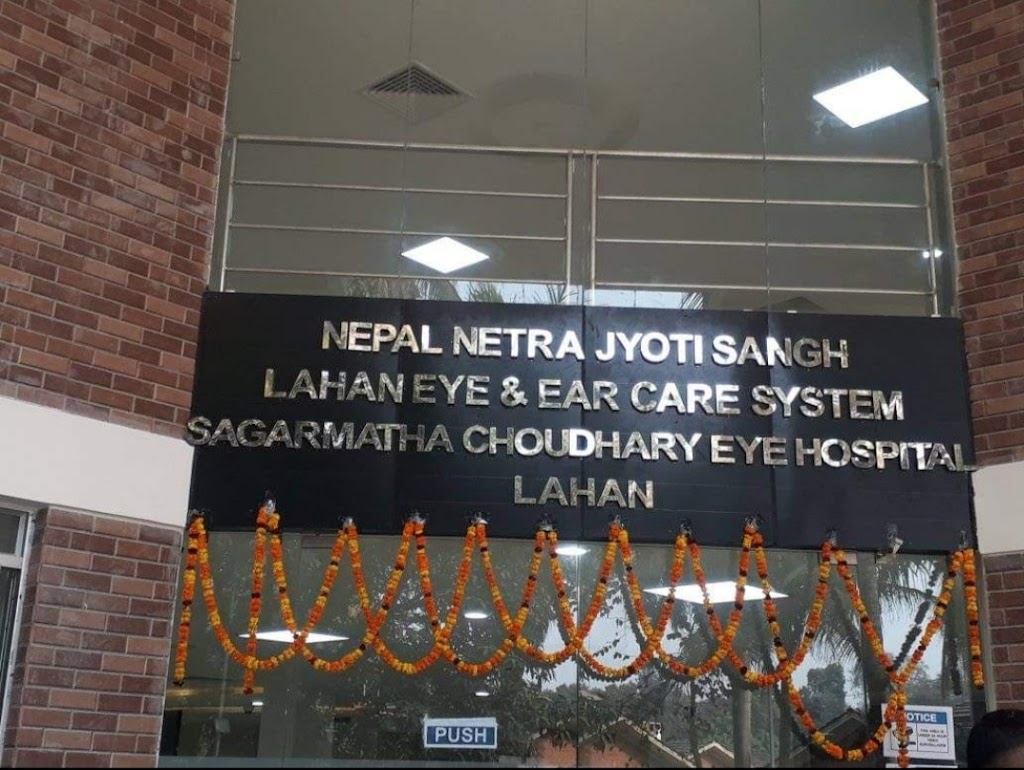 NEPAL NETRA JYOTI SANGH
LAHAN EYE & EAR CARE SYSTEM
SAGARMATHA CHOUDHARY EYE HOSPITAL
LAHAN
PUSH
NOTICE